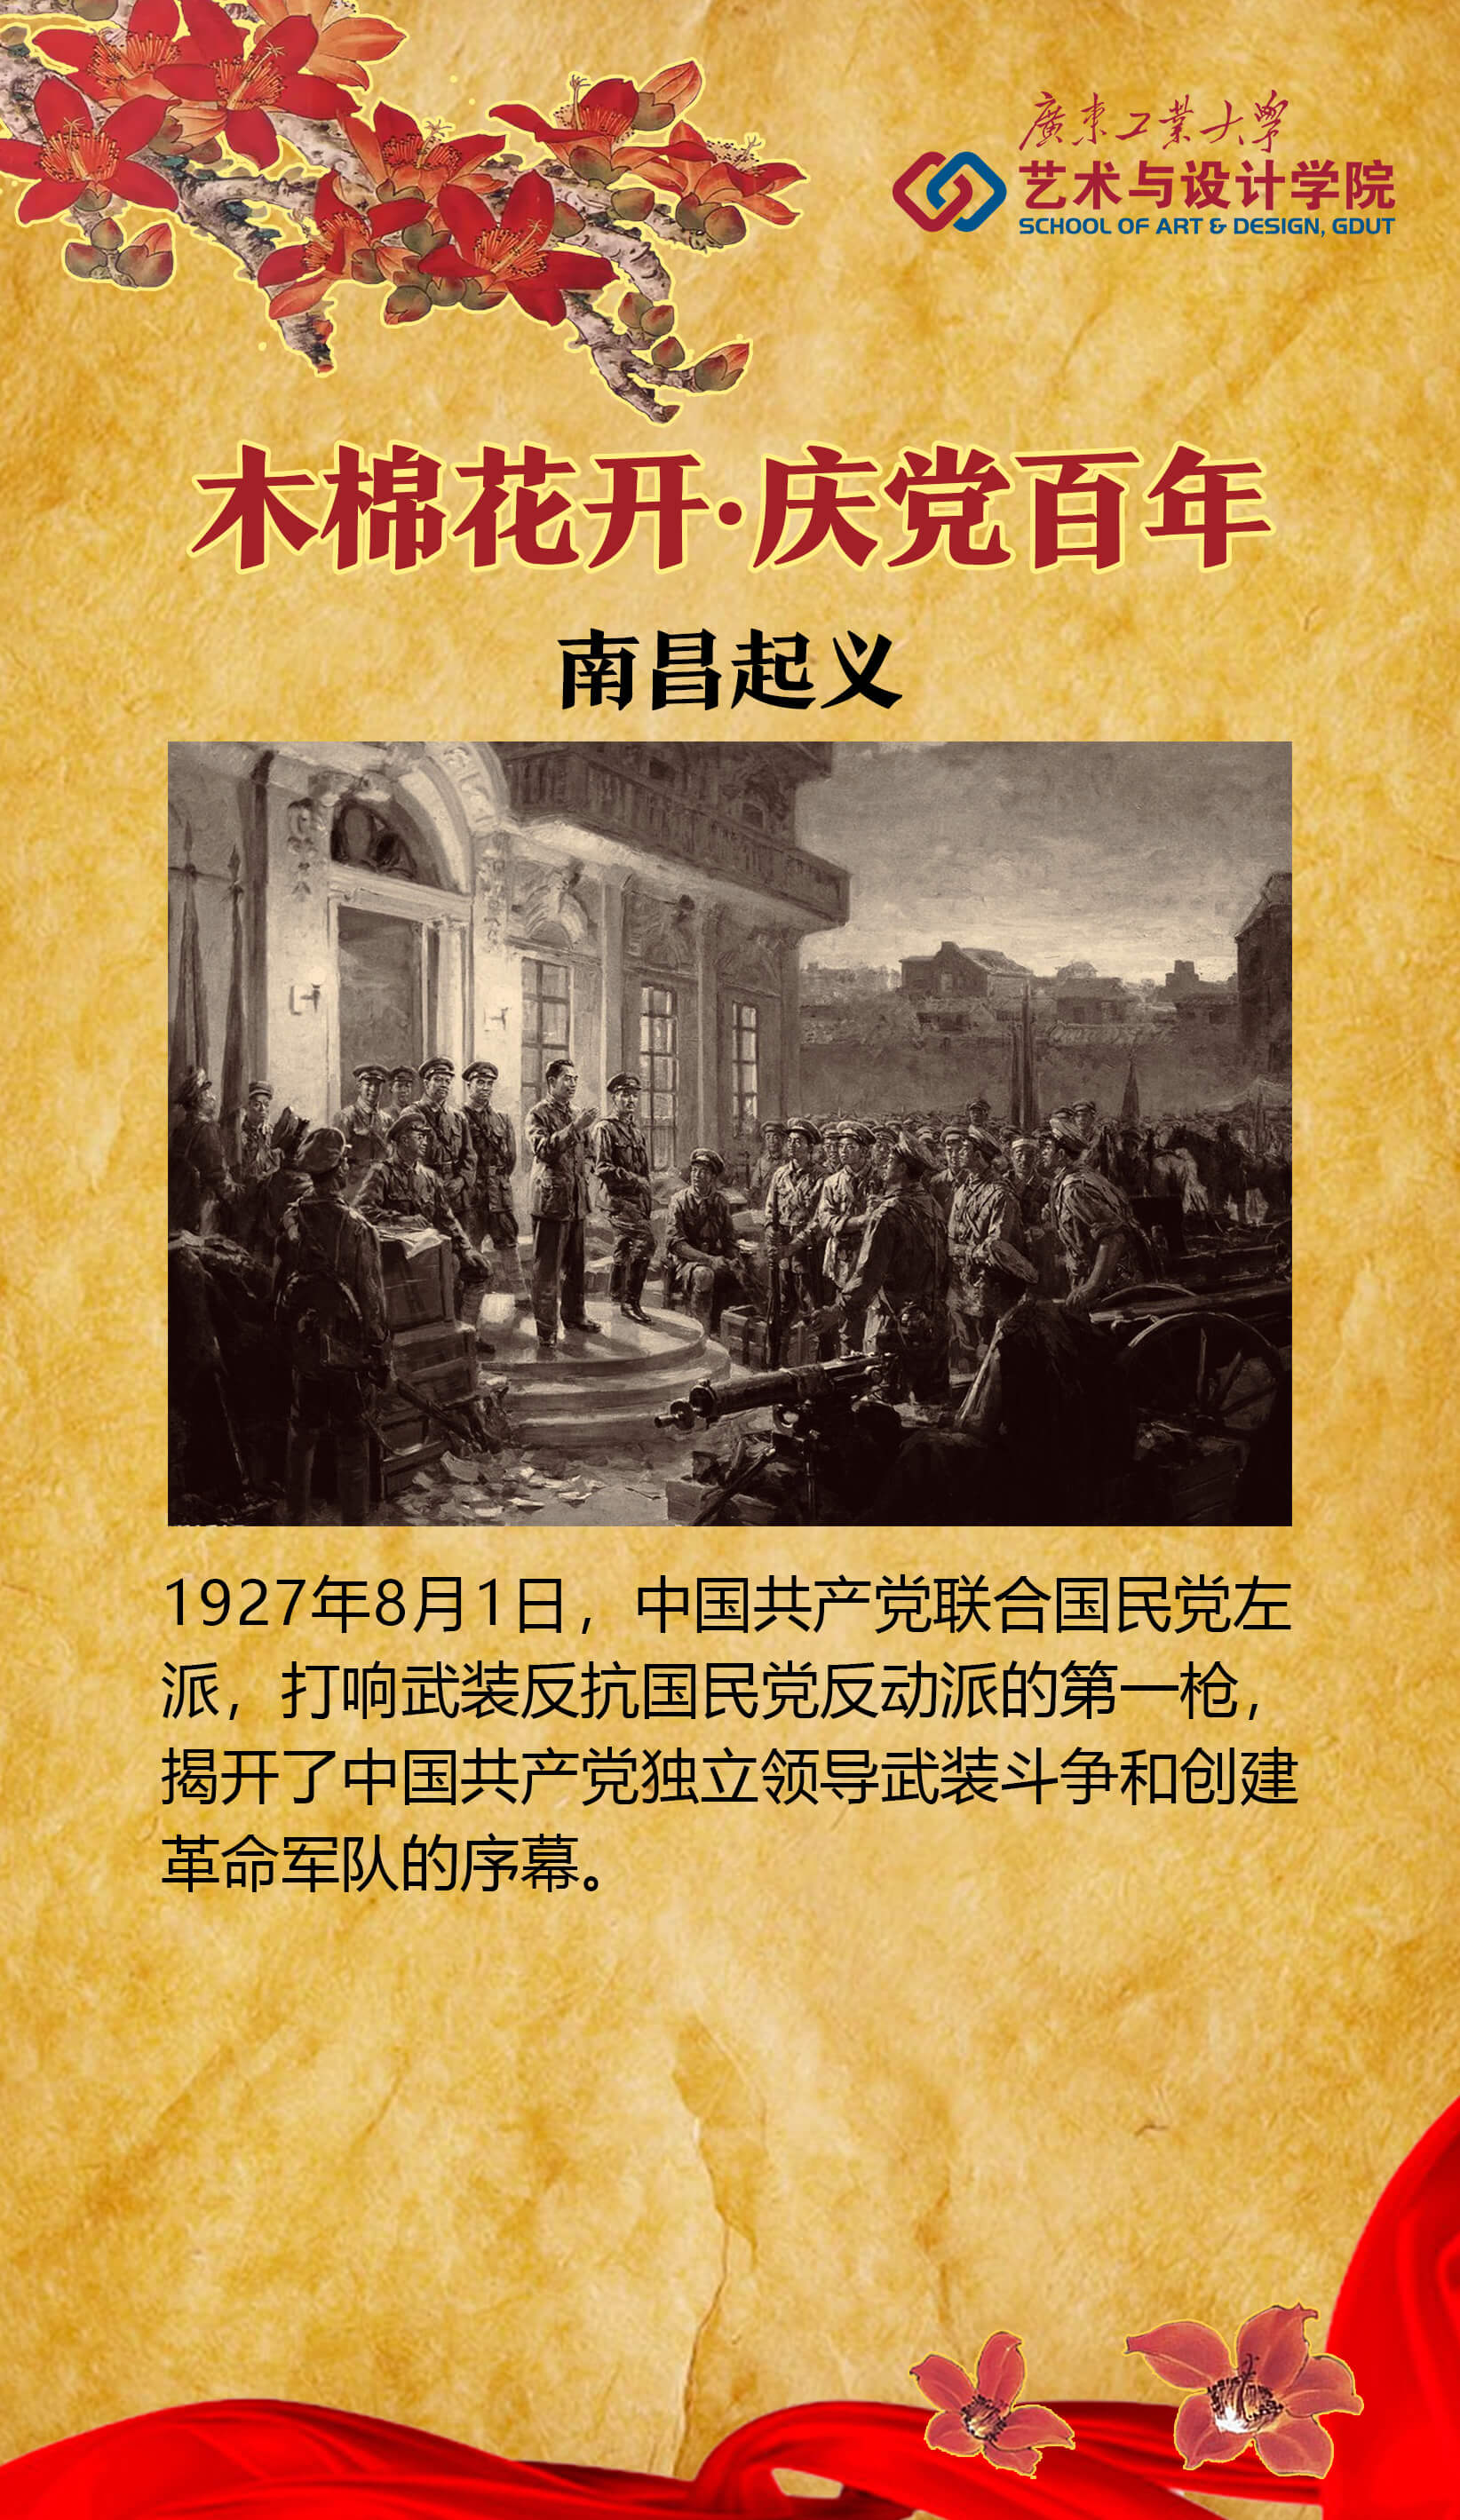 廣東工業大學
艺术与设计学院
SCHOOL OF ART & DESIGN, GDUT
木棉花开·庆党百年
南昌起义
1927年8月1日，中国共产党联合国民党左
派，打响武装反抗国民党反动派的第一枪，
揭开了中国共产党独立领导武装斗争和创建
革命军队的序幕。